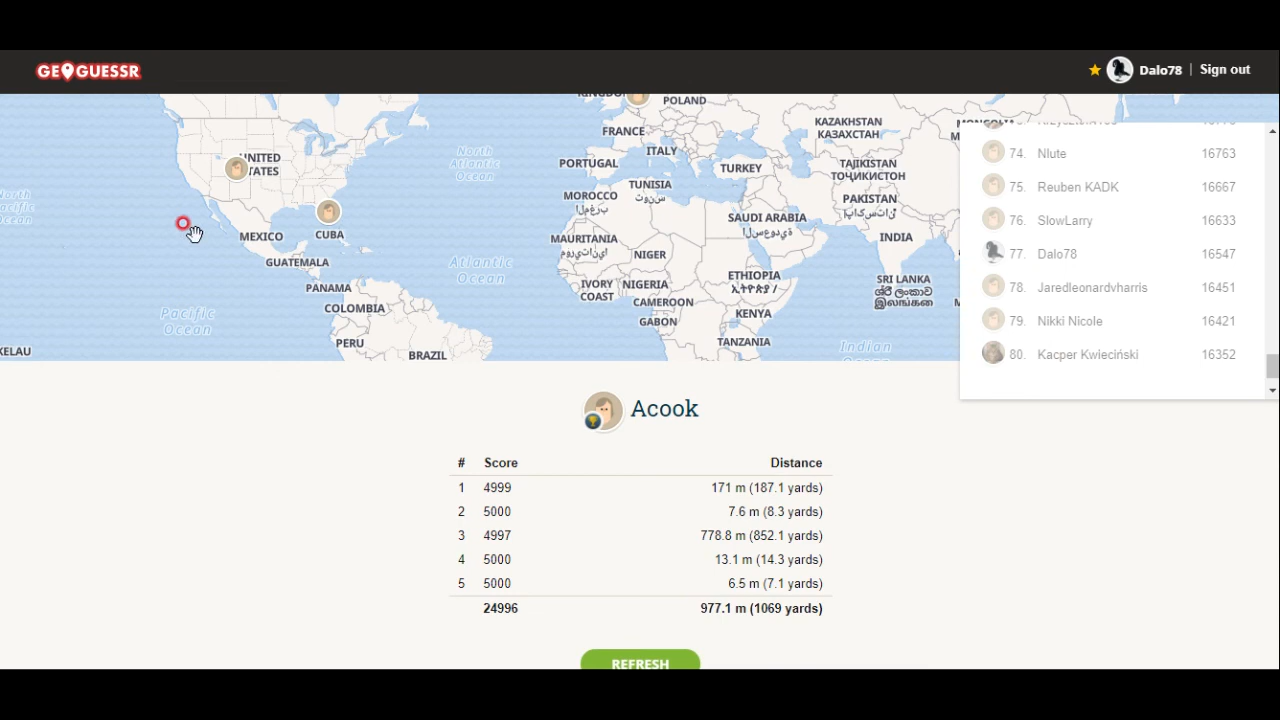 GEOGUESSR
Dalo78 | Sign out
POLAND
FRANCE
ITALY
PORTUGAL
TURKEY
KAZAKHSTAN
КАЗАХСТАН
TAJIKISTAN
ТОҶИКИСТОН
PAKISTAN
پاکستان
INDIA
SRI LANKA
ශ්‍රී ලංකාව
இலங்கை
TUNISIA
تونس
MOROCCO
المغرب
MAURITANIA
موريتانيا
SAUDI ARABIA
السعودية
NIGER
IVORY
COAST
NIGERIA
CAMEROON
GABON
ETHIOPIA
ኢትዮጵያ
KENYA
TANZANIA
North
Atlantic
Ocean
UNITED
MEXICO
CUBA
GUATEMALA
PANAMA
COLOMBIA
PERU
BRAZIL
Atlantic
Ocean
Pacific
Ocean
Indian
74. Nlute 16763
75. Reuben KADK 16667
76. SlowLarry 16633
77. Dalo78 16547
78. Jaredleonardvharris 16451
79. Nikki Nicole 16421
80. Kacper Kwieciński 16352
Acook
# Score Distance
1 4999 171 m (187.1 yards)
2 5000 7.6 m (8.3 yards)
3 4997 778.8 m (852.1 yards)
4 5000 13.1 m (14.3 yards)
5 5000 6.5 m (7.1 yards)
24996 977.1 m (1069 yards)
REFRESH